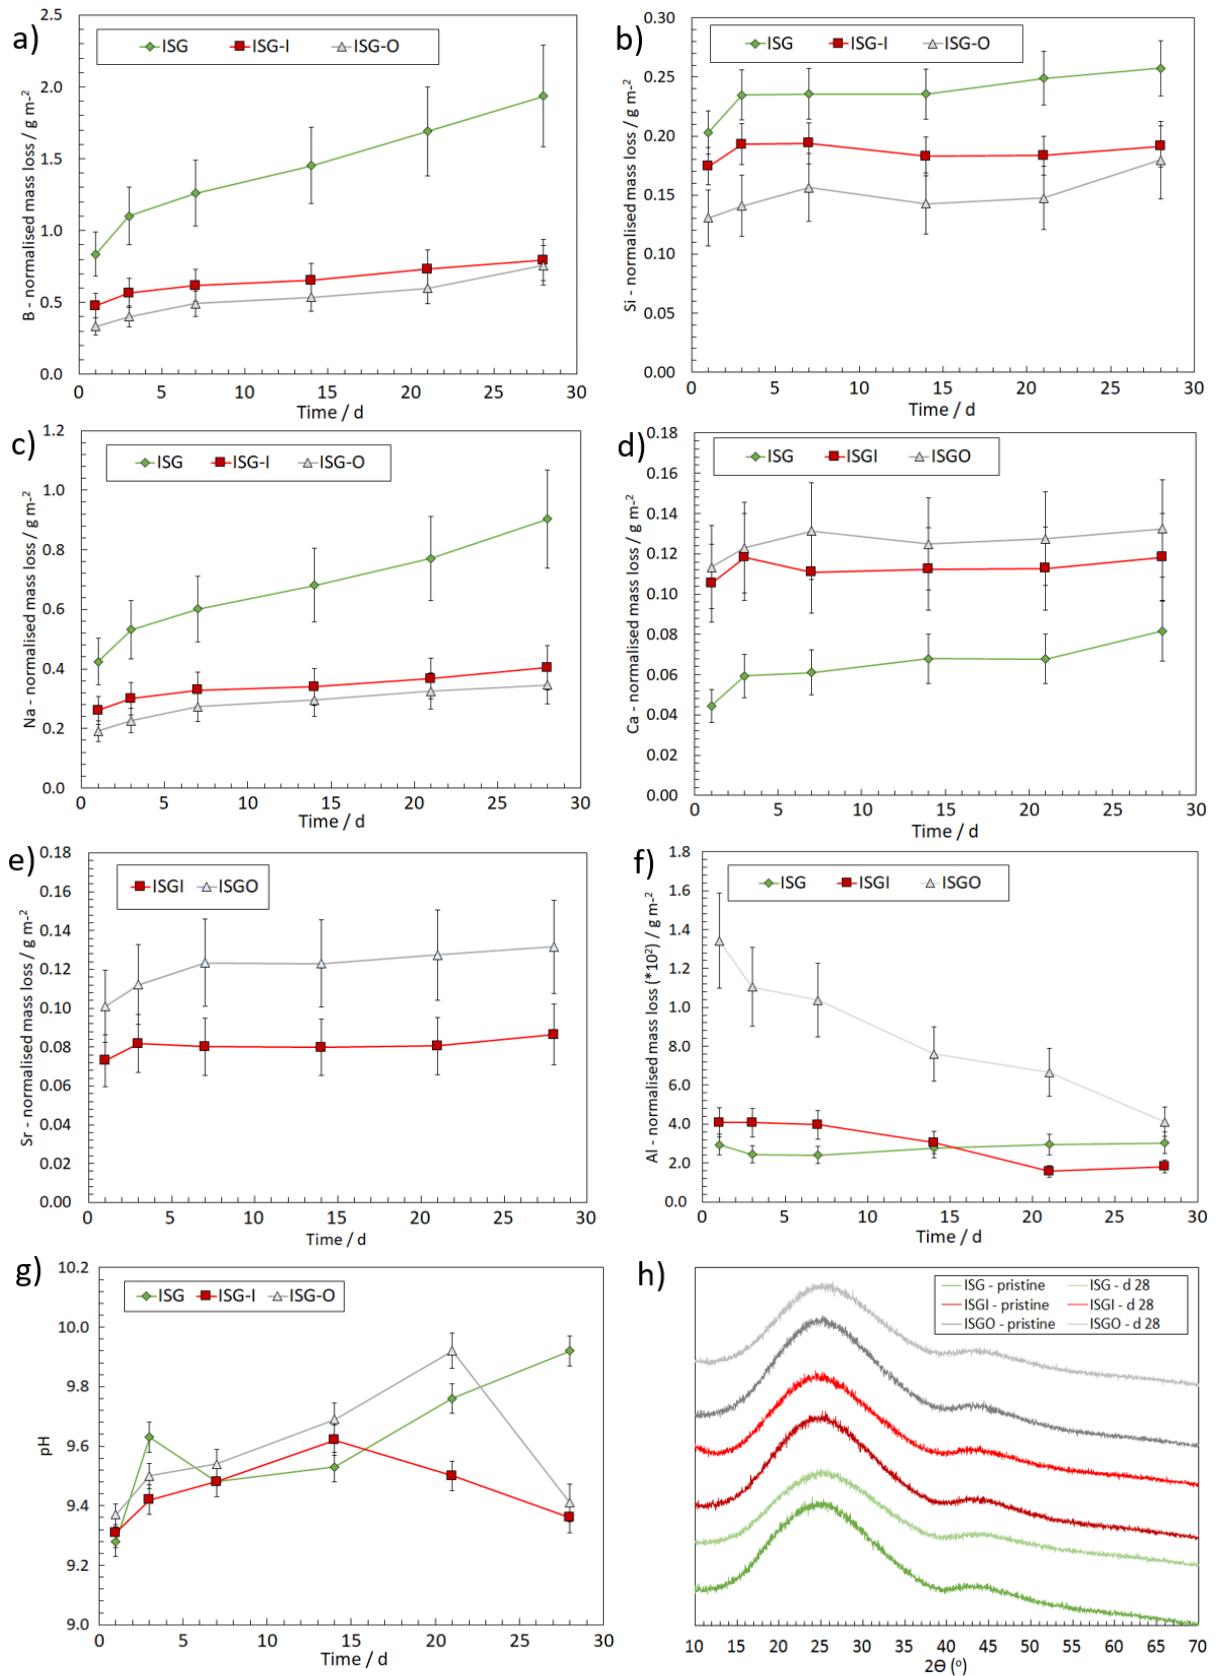 a)
ISG ISG-I ISG-O
B - normalised mass loss / g m-2
2.5
2.0
1.5
1.0
0.5
0.0
0 5 10 15 20 25 30
Time / d
b)
ISG ISG-I ISG-O
Si - normalised mass loss / g m-2
0.30
0.25
0.20
0.15
0.10
0.05
0.00
0 5 10 15 20 25 30
Time / d
c)
ISG ISG-I ISG-O
Na - normalised mass loss / g m-2
1.2
1.0
0.8
0.6
0.4
0.2
0.0
0 5 10 15 20 25 30
Time / d
d)
ISG ISGI ISGO
Ca - normalised mass loss / g m-2
0.18
0.16
0.14
0.12
0.10
0.08
0.06
0.04
0.02
0.00
0 5 10 15 20 25 30
Time / d
e)
ISGI ISGO
Sr - normalised mass loss / g m-2
0.18
0.16
0.14
0.12
0.10
0.08
0.06
0.04
0.02
0.00
0 5 10 15 20 25 30
Time / d
f)
ISG ISGI ISGO
Al - normalised mass loss (*10²) / g m-2
1.8
1.6
1.4
1.2
1.0
8.0
6.0
4.0
2.0
0.0
0 5 10 15 20 25 30
Time / d
g)
ISG ISG-I ISG-O
pH
10.2
10.0
9.8
9.6
9.4
9.2
9.0
0 5 10 15 20 25 30
Time / d
h)
ISG - pristine ISG - d 28
ISGI - pristine ISGI - d 28
ISGO - pristine ISGO - d 28
10 15 20 25 30 35 40 45 50 55 60 65 70
2Θ (°)